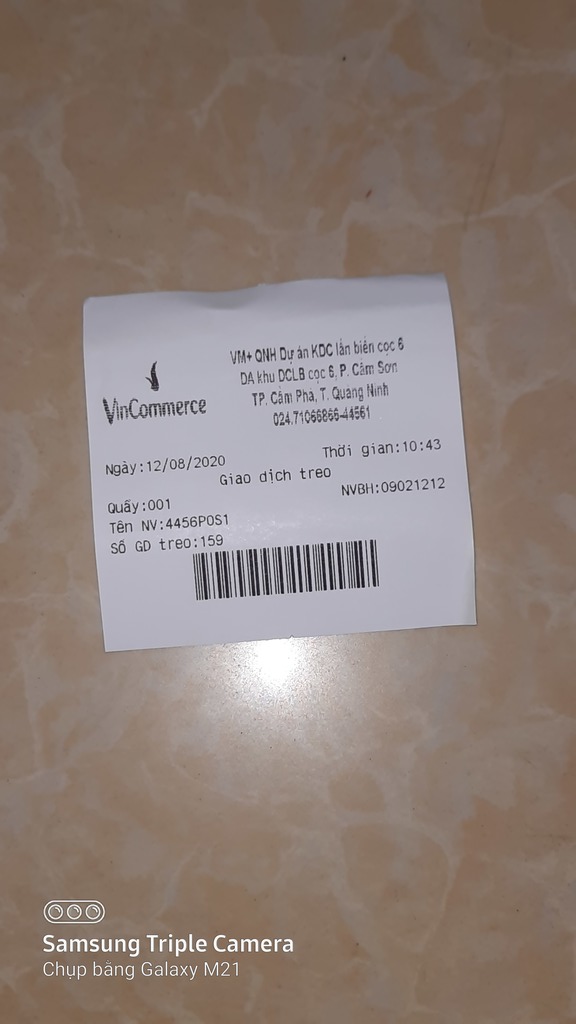 VinCommerce
VM+ QNH Dự án KDC lấn biển cọc 6
DA khu DCLB cọc 6, P. Cẩm Sơn
TP. Cẩm Phả, T. Quảng Ninh
024.71066866-44561
Ngày:12/08/2020 Thời gian:10:43
Giao dịch treo
Quầy:001 NVBH:09021212
Tên NV:4456POS1
Số GD treo:159
Samsung Triple Camera
Chụp bằng Galaxy M21